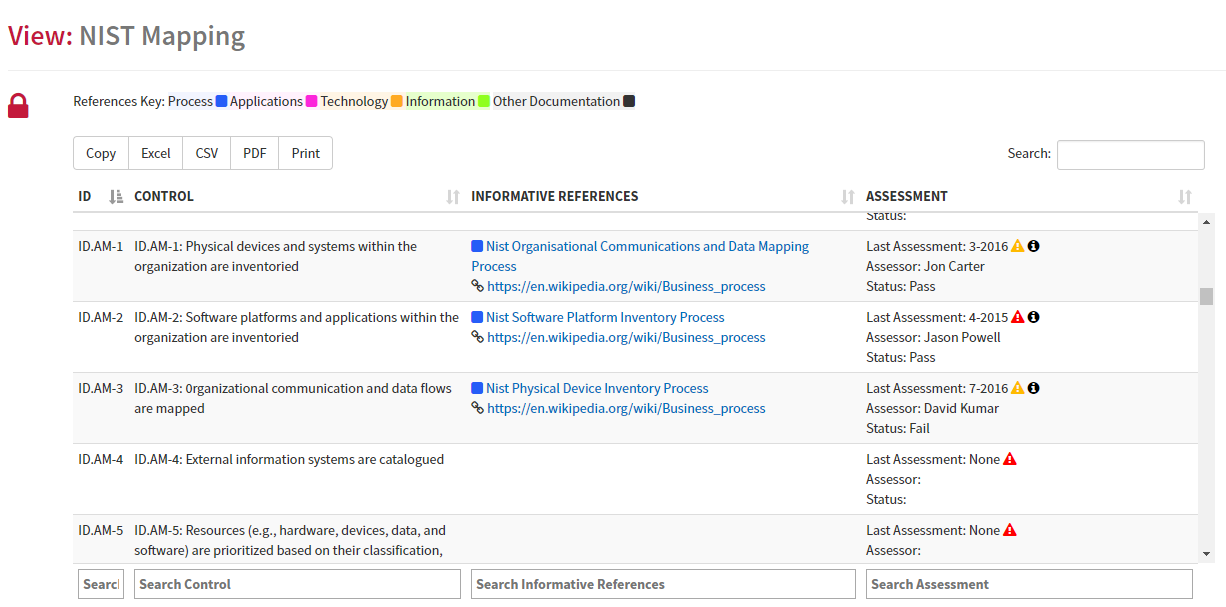 View: NIST Mapping
References Key: Process Applications Technology Information Other Documentation
Copy Excel CSV PDF Print
Search:
ID CONTROL INFORMATIVE REFERENCES ASSESSMENT
Status:
ID.AM-1 ID.AM-1: Physical devices and systems within the organization are inventoried
Nist Organisational Communications and Data Mapping
Process
https://en.wikipedia.org/wiki/Business_process
Last Assessment: 3-2016
Assessor: Jon Carter
Status: Pass
ID.AM-2 ID.AM-2: Software platforms and applications within the
organization are inventoried
Nist Software Platform Inventory Process
https://en.wikipedia.org/wiki/Business_process
Last Assessment: 4-2015
Assessor: Jason Powell
Status: Pass
ID.AM-3 ID.AM-3: 0rganizational communication and data flows
are mapped
Nist Physical Device Inventory Process
https://en.wikipedia.org/wiki/Business_process
Last Assessment: 7-2016
Assessor: David Kumar
Status: Fail
ID.AM-4 ID.AM-4: External information systems are catalogued
Last Assessment: None
Assessor:
Status:
ID.AM-5 ID.AM-5: Resources (e.g., hardware, devices, data, and
software) are prioritized based on their classification,
Last Assessment: None
Assessor:
Search Control Search Informative References Search Assessment